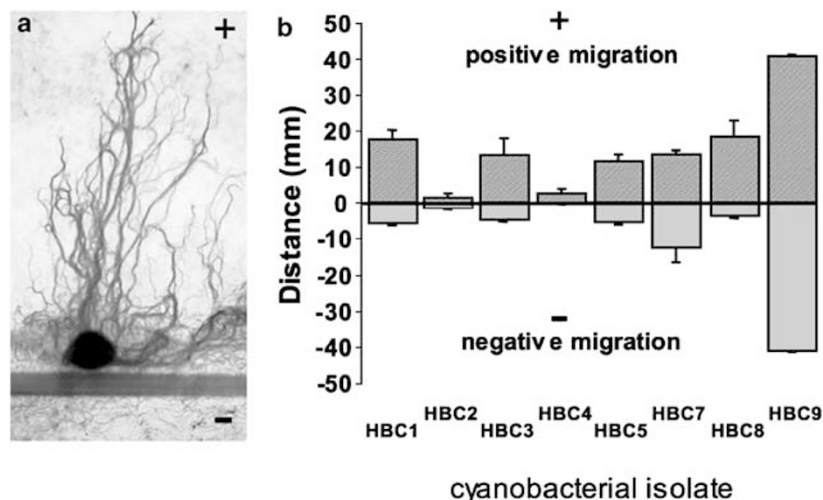 a
+
-
b
50
40
30
20
10
0
-10
-20
-30
-40
-50
Distance (mm)
+
positive migration
-
negative migration
HBC1
HBC2
HBC3
HBC4
HBC5
HBC7
HBC8
HBC9
cyanobacterial isolate